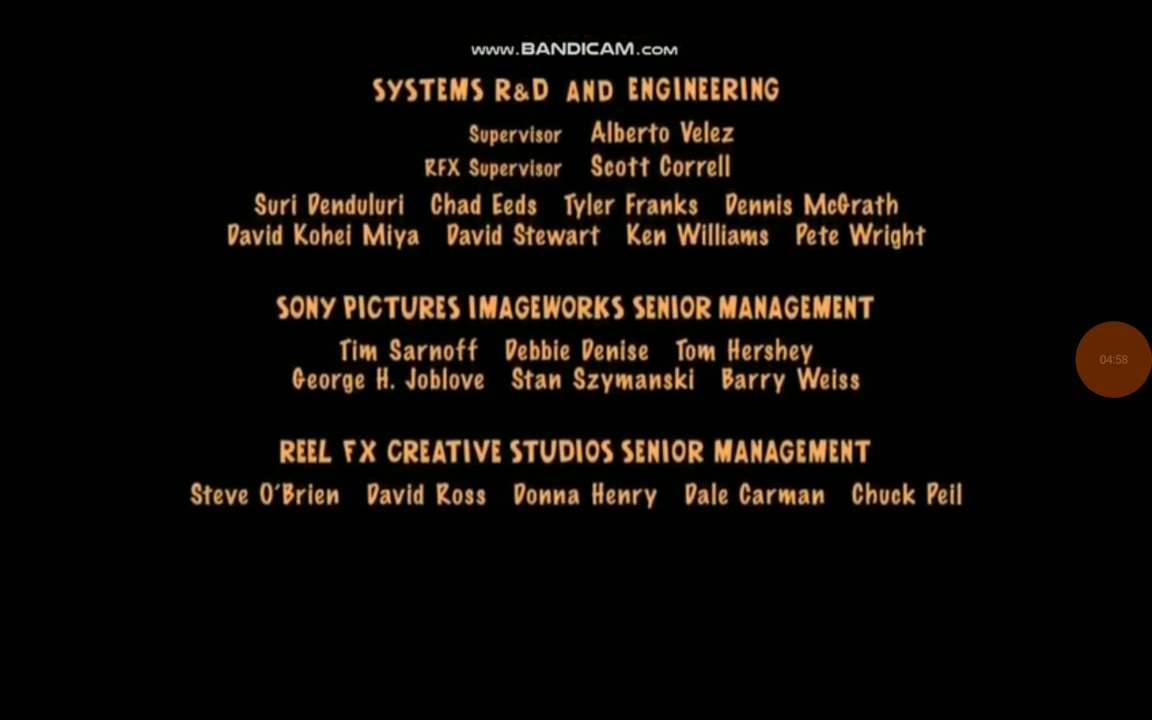 www.BANDICAM.com
SYSTEMS R&D AND ENGINEERING
Supervisor Alberto Velez
RFX Supervisor Scott Correll
Suri Denduluri Chad Eeds Tyler Franks Dennis McGrath
David Kohei Miya David Stewart Ken Williams Pete Wright
SONY PICTURES IMAGEWORKS SENIOR MANAGEMENT
Tim Sarnoff Debbie Denise Tom Hershey
04:58
George H. Joblove Stan Szymanski Barry Weiss
REEL FX CREATIVE STUDIOS SENIOR MANAGEMENT
Steve O'Brien David Ross Donna Henry Dale Carman Chuck Peil